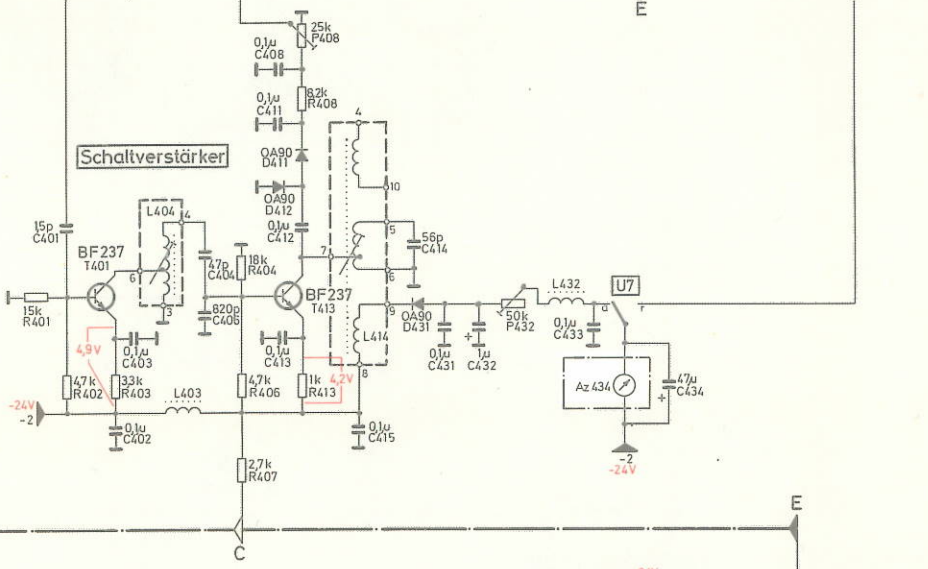 E
25k
P408
0,1µ
C408
8,2k
R408
0,1µ
C411
4
Schaltverstärker
OA90
D411
10
OA90
D412
L404
4
15p
C401
0,1µ
C412
5
56p
C414
BF237
T401
6
47p
C404
18k
R404
7
6
3
820p
C406
BF237
T413
9
L432
U7
a
r
15k
R401
OA90
D431
50k
P432
0,1µ
C433
4,9V
0,1µ
C403
0,1µ
C413
L414
0,1µ
C431
+
1µ
C432
8
4,7k
R402
3,3k
R403
L403
4,7k
R406
1k
R413
4,2V
Az 434
47µ
C434
+
-24V
-2
0,1µ
C402
0,1µ
C415
2,7k
R407
-2
-24V
E
C